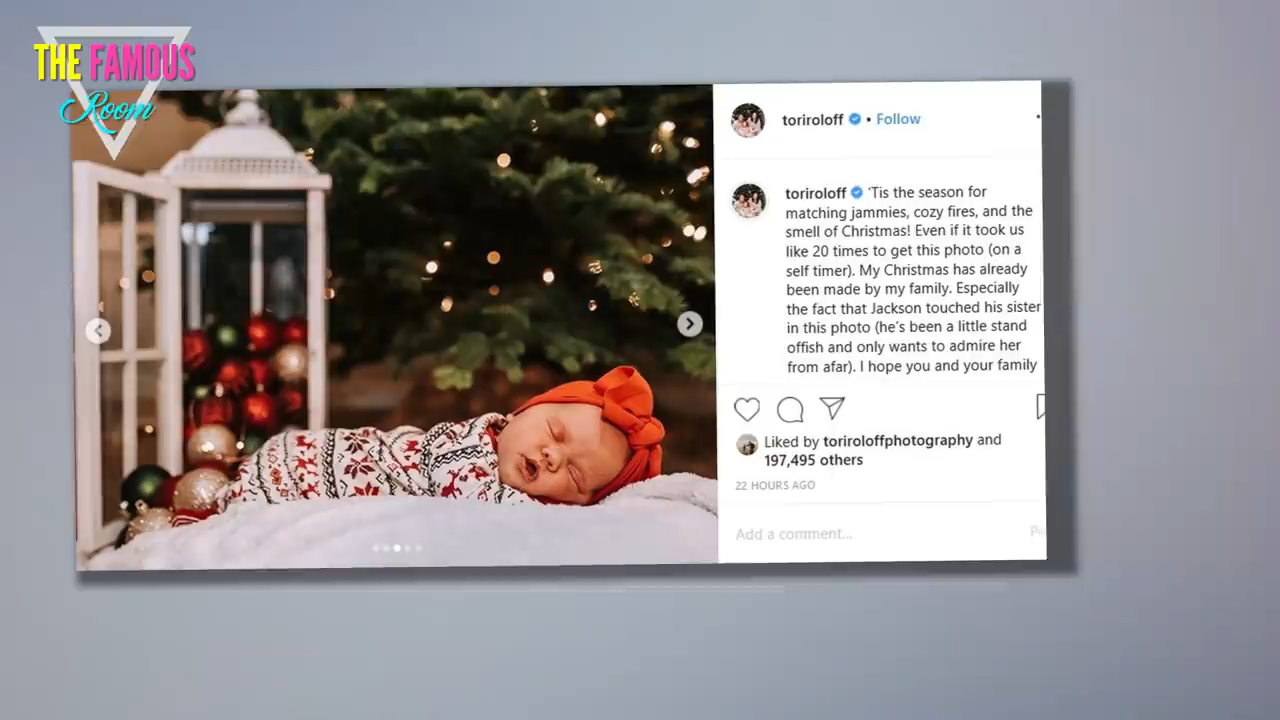 THE FAMOUS
Room
toriroloff • Follow
toriroloff 'Tis the season for
matching jammies, cozy fires, and the
smell of Christmas! Even if it took us
like 20 times to get this photo (on a
self timer). My Christmas has already
been made by my family. Especially
the fact that Jackson touched his sister
in this photo (he's been a little stand
offish and only wants to admire her
from afar). I hope you and your family
Liked by toriroloffphotography and
197,495 others
22 HOURS AGO
Add a comment...